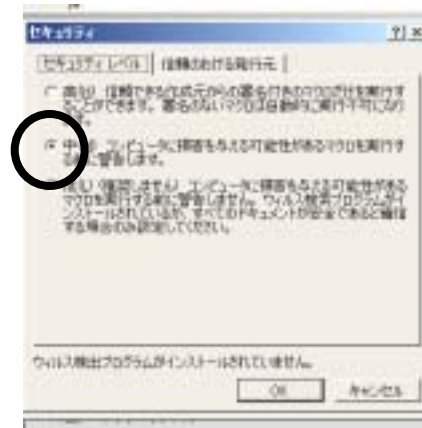 セキュリティ
セキュリティ レベル 信頼のおける発行元
高(H) 信頼できる作成元からの署名付きのマクロだけを実行す
ることができます。署名のないマクロは自動的に実行不可になり
ます。
中 コンピュータに損害を与える可能性があるマクロを実行す
る前に警告します。
低(L) (推奨しません) コンピュータに損害を与える可能性がある
マクロを実行する前に警告しません。ウィルス検索プログラムがイ
ンストールされているか、すべてのドキュメントが安全であると確信
する場合のみ設定してください。
ウィルス検出プログラムがインストールされていません。
OK キャンセル